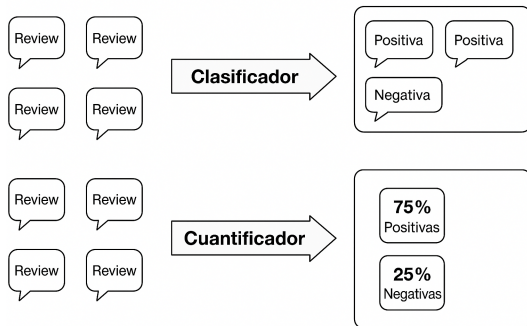 Review Review
Review Review
Clasificador
Positiva Positiva
Negativa
Review Review
Review Review
Cuantificador
75%
Positivas
25%
Negativas